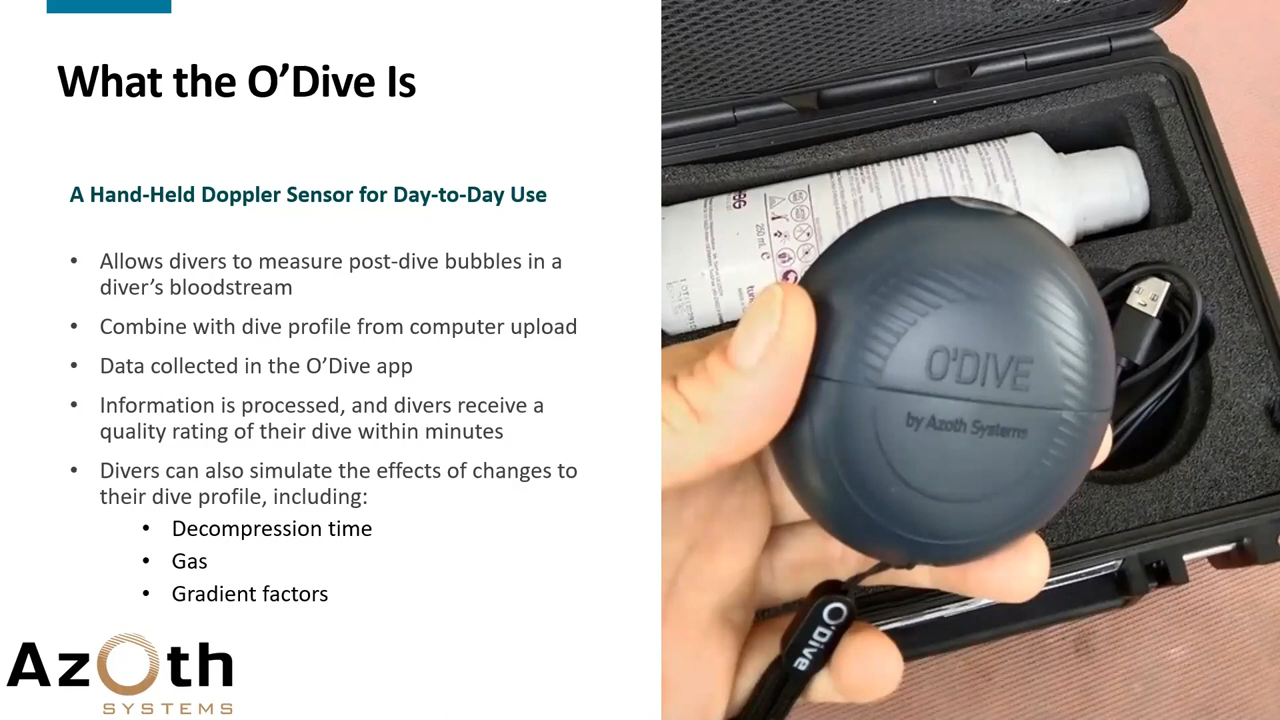 What the O’Dive Is
A Hand-Held Doppler Sensor for Day-to-Day Use
• Allows divers to measure post-dive bubbles in a
diver’s bloodstream
• Combine with dive profile from computer upload
• Data collected in the O’Dive app
• Information is processed, and divers receive a
quality rating of their dive within minutes
• Divers can also simulate the effects of changes to
their dive profile, including:
• Decompression time
• Gas
• Gradient factors
AzOth
SYSTEMS
250 mL e
O'DIVE
by Azoth Systems
O'Dive